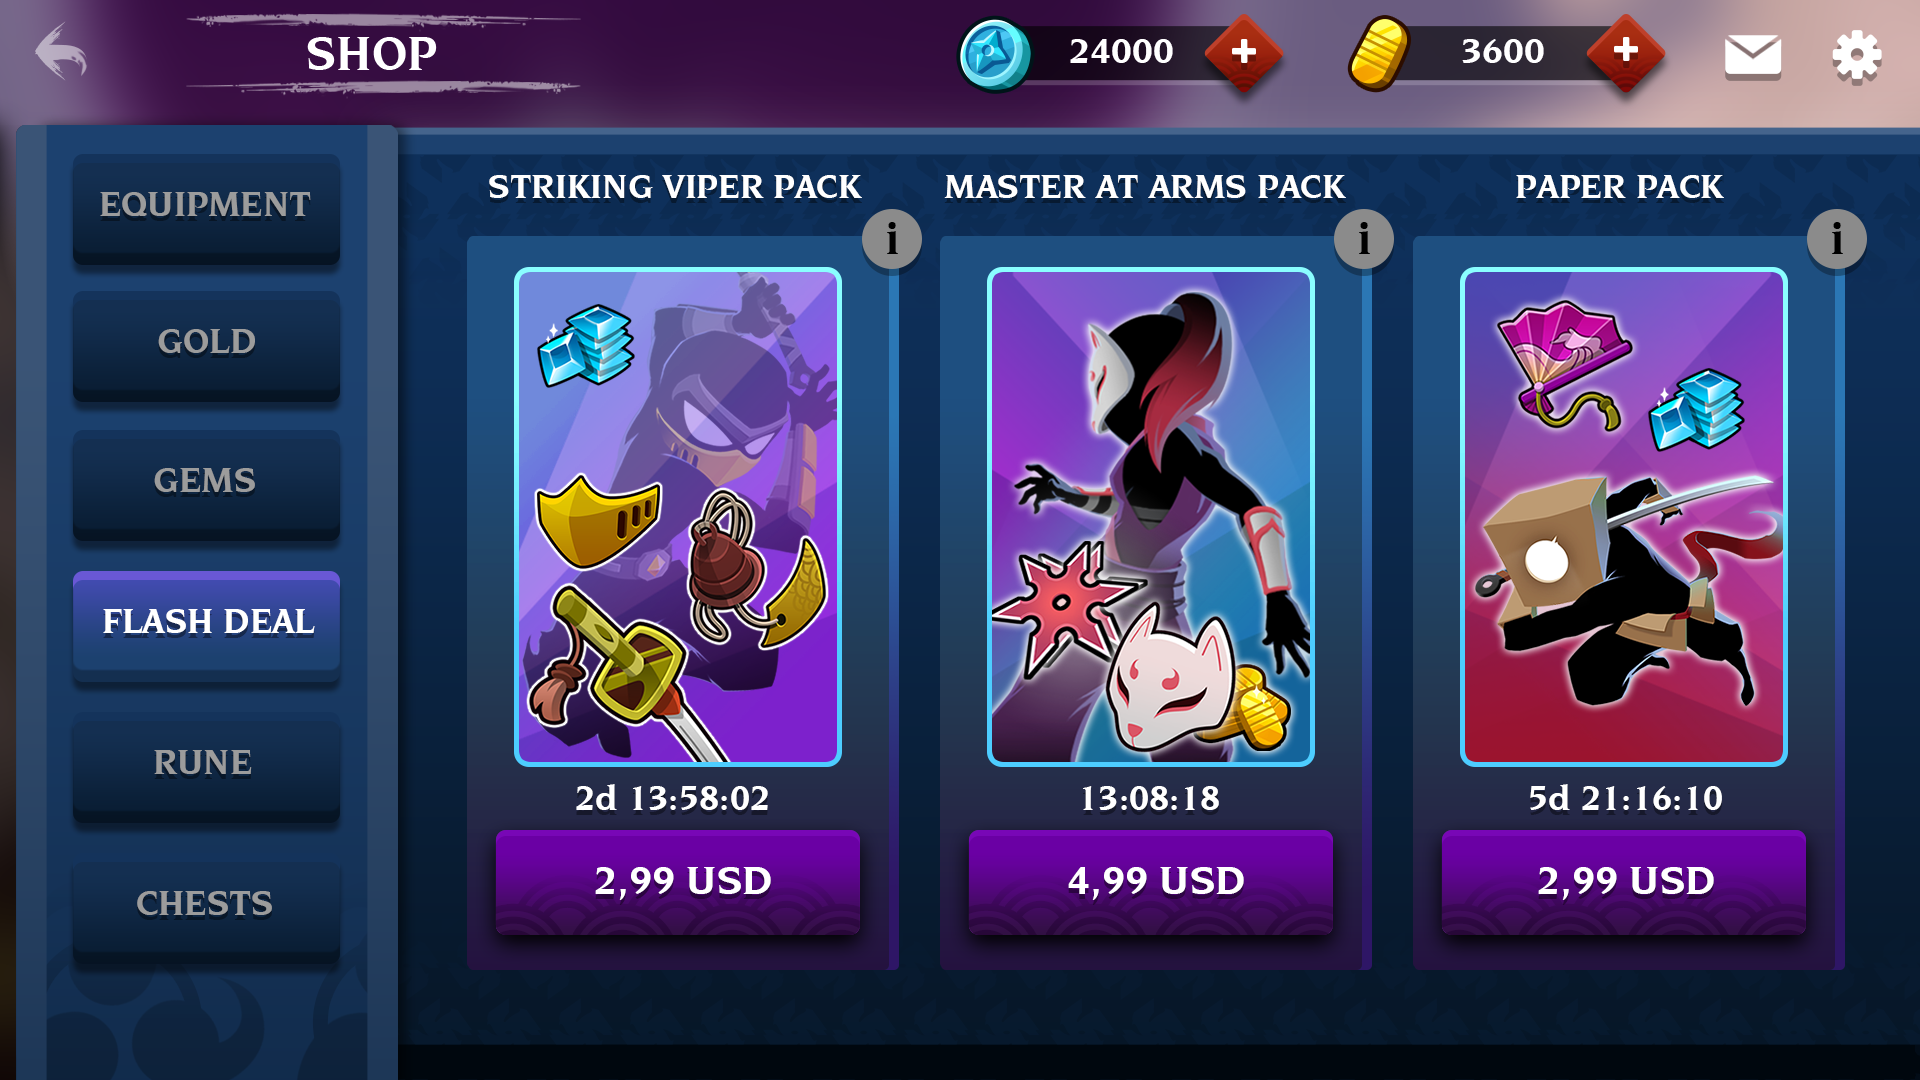 SHOP
24000
+
3600
+
EQUIPMENT
GOLD
GEMS
FLASH DEAL
RUNE
CHESTS
STRIKING VIPER PACK
i
2d 13:58:02
2,99 USD
MASTER AT ARMS PACK
i
13:08:18
4,99 USD
PAPER PACK
i
5d 21:16:10
2,99 USD